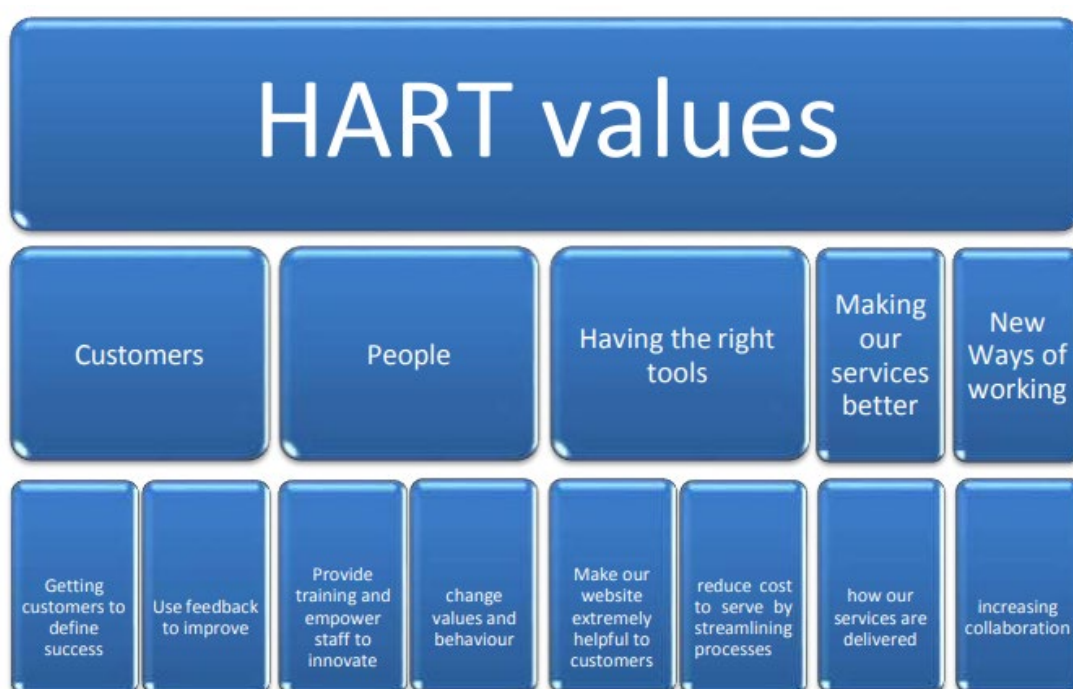 HART values
Customers
People
Having the right
tools
Making
our
services
better
New
Ways of
working
Getting
customers to
define
success
Use feedback
to improve
Provide
training and
empower
staff to
innovate
change
values and
behaviour
Make our
website
extremely
helpful to
customers
reduce cost
to serve by
streamlining
processes
how our
services are
delivered
increasing
collaboration